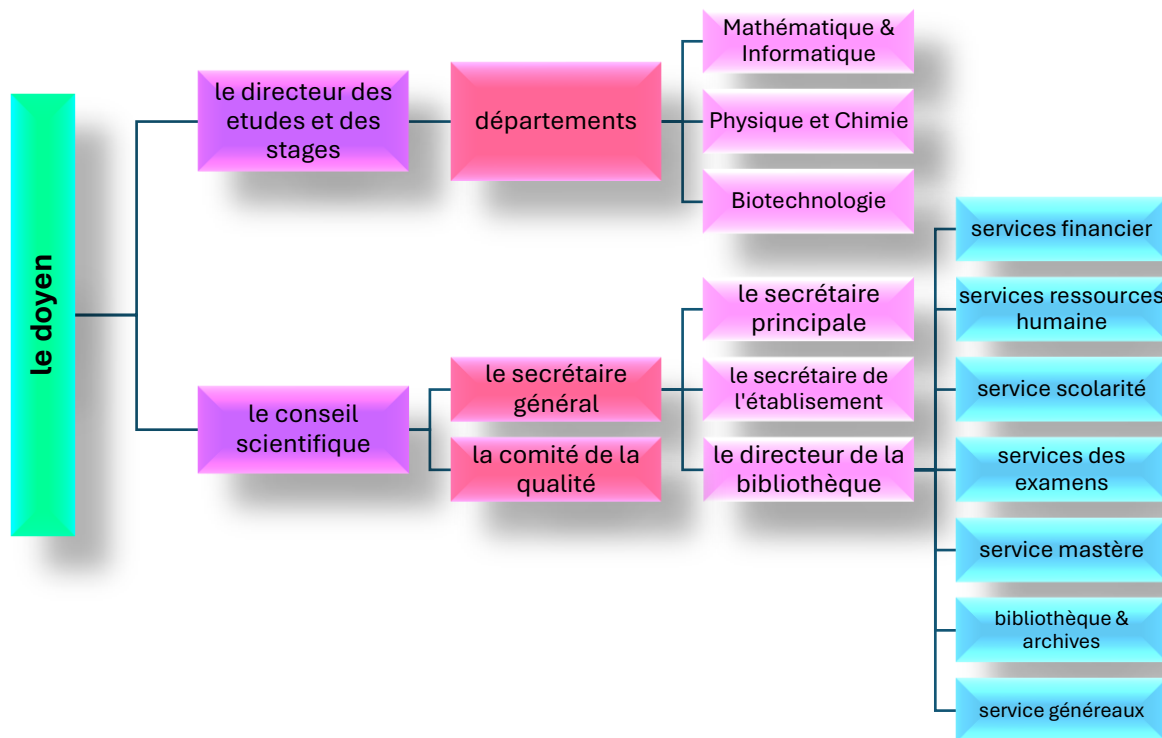 le doyen
le directeur des
etudes et des
stages
départements
Mathématique &
Informatique
Physique et Chimie
Biotechnologie
le conseil
scientifique
le secrétaire
général
la comité de la
qualité
le secrétaire
principale
le secrétaire de
l'établisement
le directeur de la
bibliothèque
services financier
services ressources
humaine
service scolarité
services des
examens
service mastère
bibliothèque &
archives
service généreaux